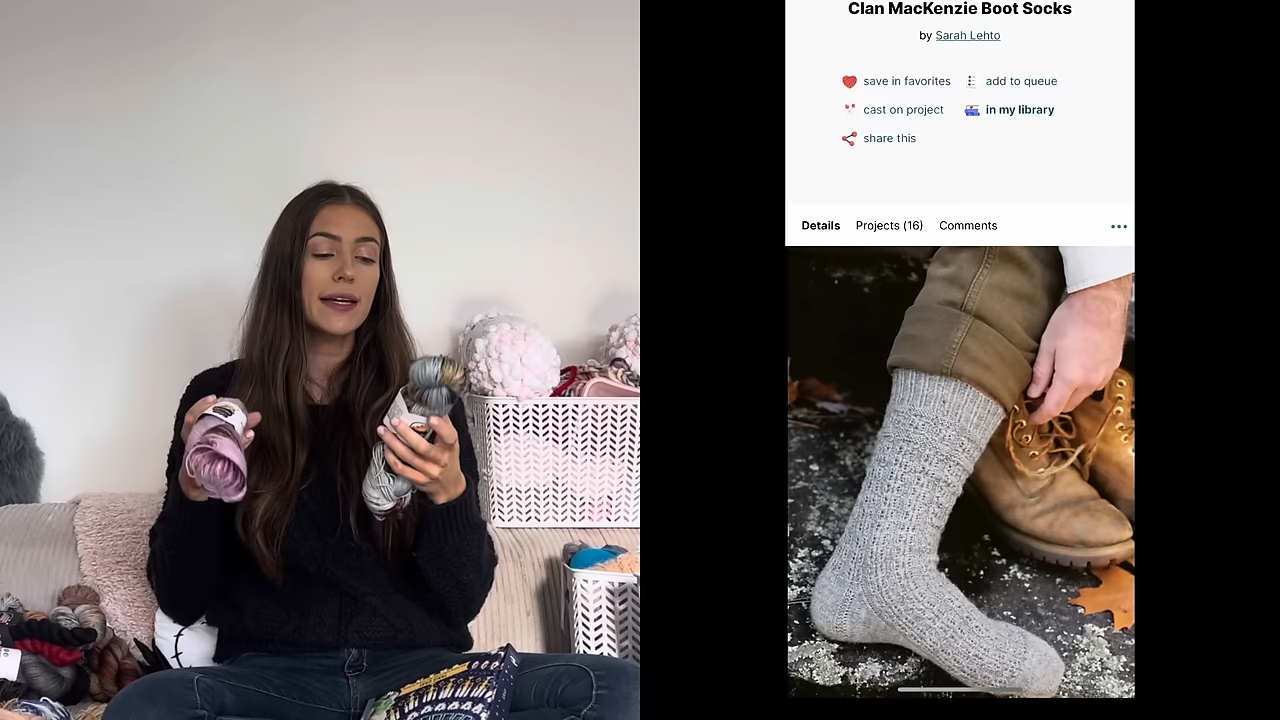 Clan MacKenzie Boot Socks
by Sarah Lehto
save in favorites
add to queue
cast on project
in my library
share this
Details
Projects (16)
Comments